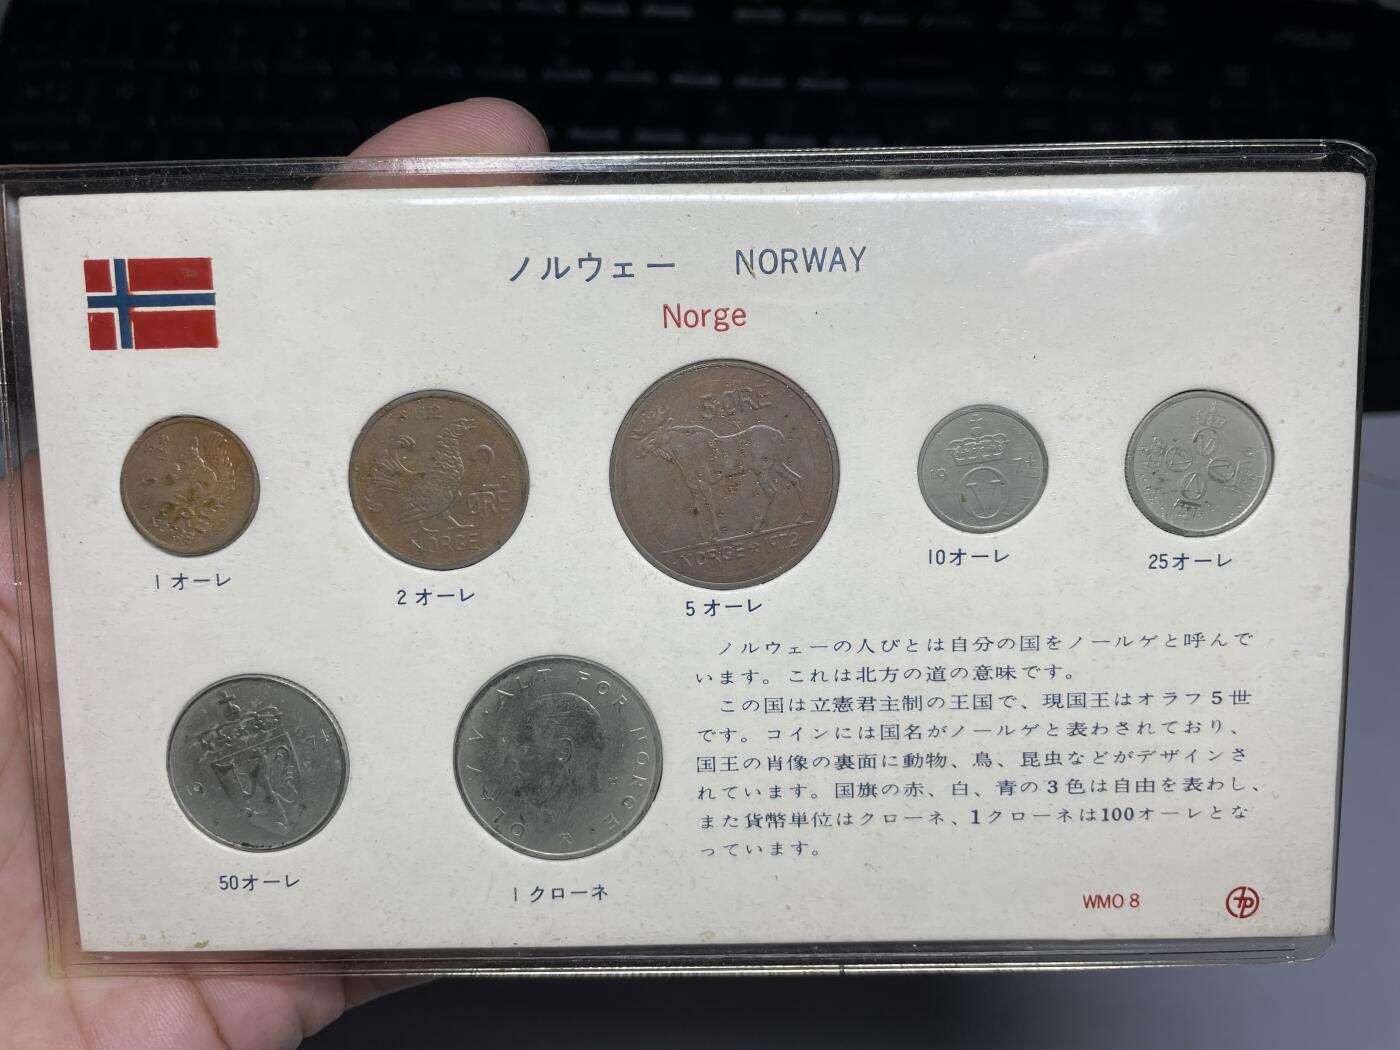 ノルウェー NORWAY
Norge
1972
ØRE
NORGE
5 ØRE
NORGE 1972
1974
V
1オーレ
2オーレ
5オーレ
10オーレ
25オーレ
OLAV V · ALT FOR NORGE
50オーレ
1クローネ
ノルウェーの人びとは自分の国をノールゲと呼んで
います。これは北方の道の意味です。
この国は立憲君主制の王国で、現国王はオラフ5世
です。コインには国名がノールゲと表わされており、
国王の肖像の裏面に動物、鳥、昆虫などがデザインさ
れています。国旗の赤、白、青の3色は自由を表わし、
また貨幣単位はクローネ、1クローネは100オーレとな
っています。
WMO 8